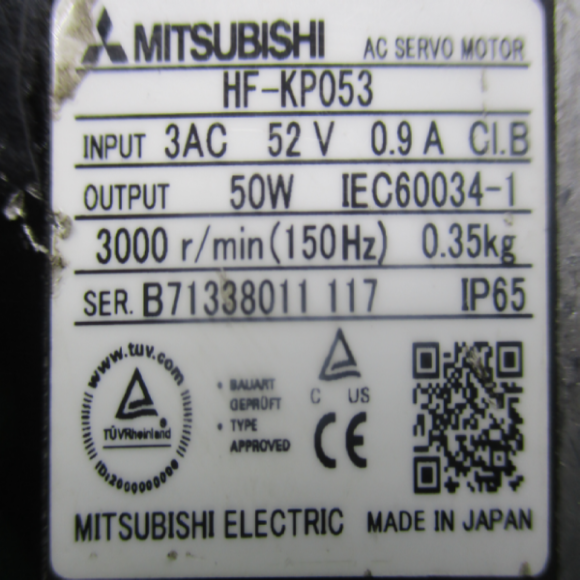 MITSUBISHI AC SERVO MOTOR
HF-KP053
INPUT 3AC 52 V 0.9 A CI.B
OUTPUT 50W IEC60034-1
3000 r/min(150Hz) 0.35kg
SER. B71338011 117 IP65
www.tuv.com
TÜVRheinland
ID:2000000000
• BAUART
GEPRÜFT
• TYPE
APPROVED
C US
CE
MITSUBISHI ELECTRIC MADE IN JAPAN